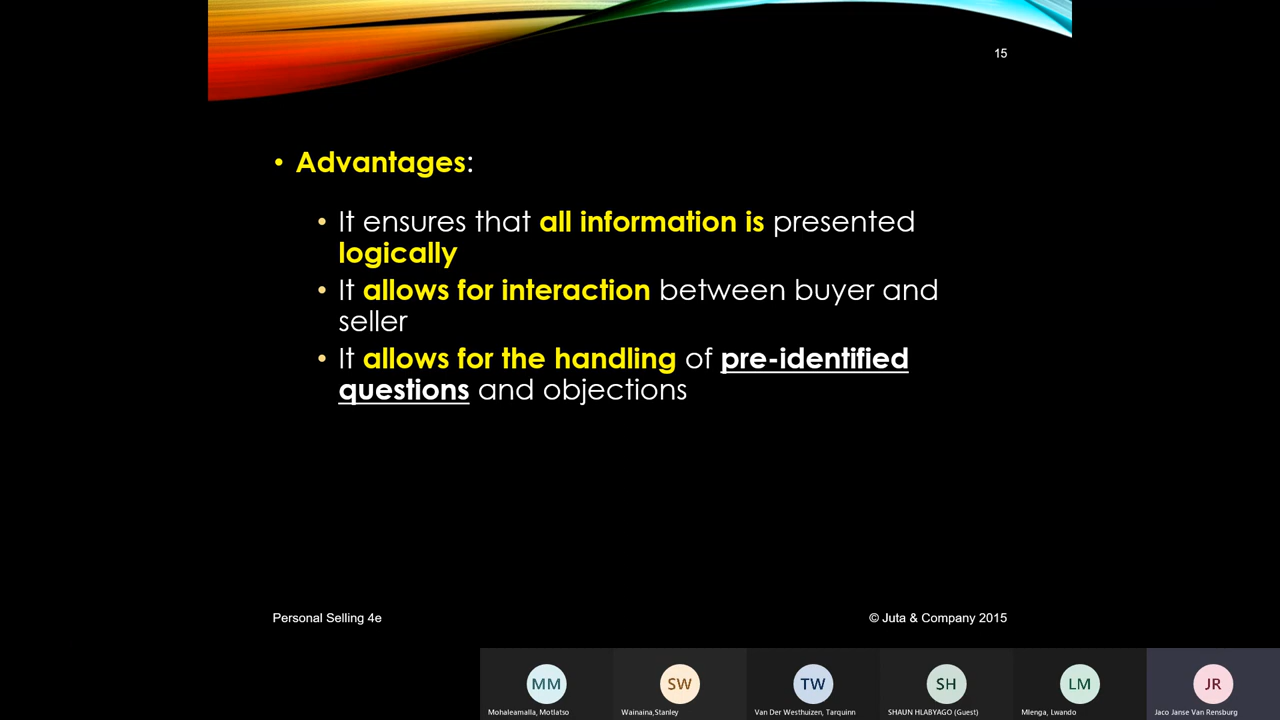 15
• Advantages:
• It ensures that all information is presented
logically
• It allows for interaction between buyer and
seller
• It allows for the handling of pre-identified
questions and objections
Personal Selling 4e
© Juta & Company 2015
MM
SW
TW
SH
LM
JR
Mohaleamalla, Motlatso
Wainaina,Stanley
Van Der Westhuizen, Tarquinn
SHAUN HLABYAGO (Guest)
Mlenga, Lwando
Jaco Janse Van Rensburg